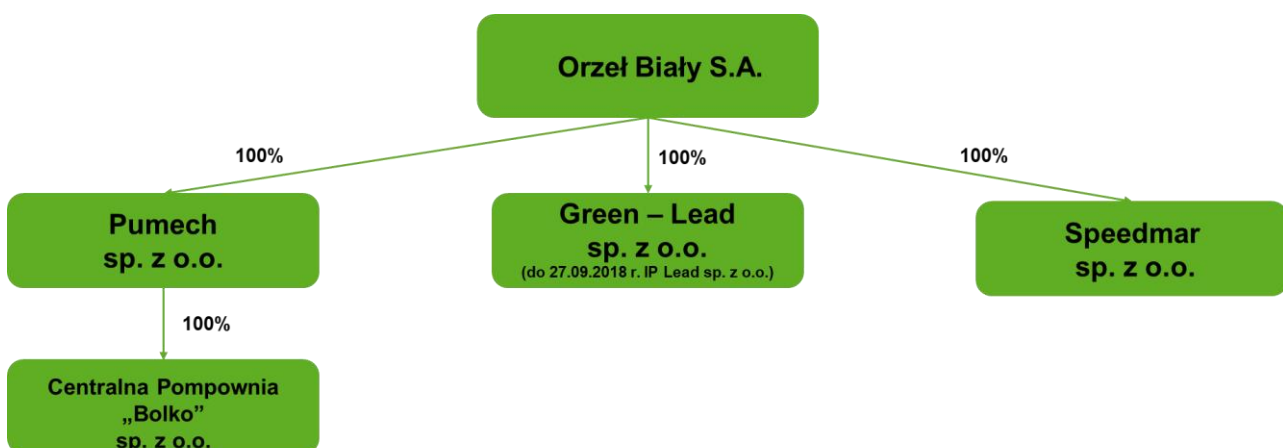 Orzeł Biały S.A.
100%
100%
100%
Pumech
sp. z o.o.
Green – Lead
sp. z o.o.
(do 27.09.2018 r. IP Lead sp. z o.o.)
Speedmar
sp. z o.o.
100%
Centralna Pompownia
„Bolko”
sp. z o.o.